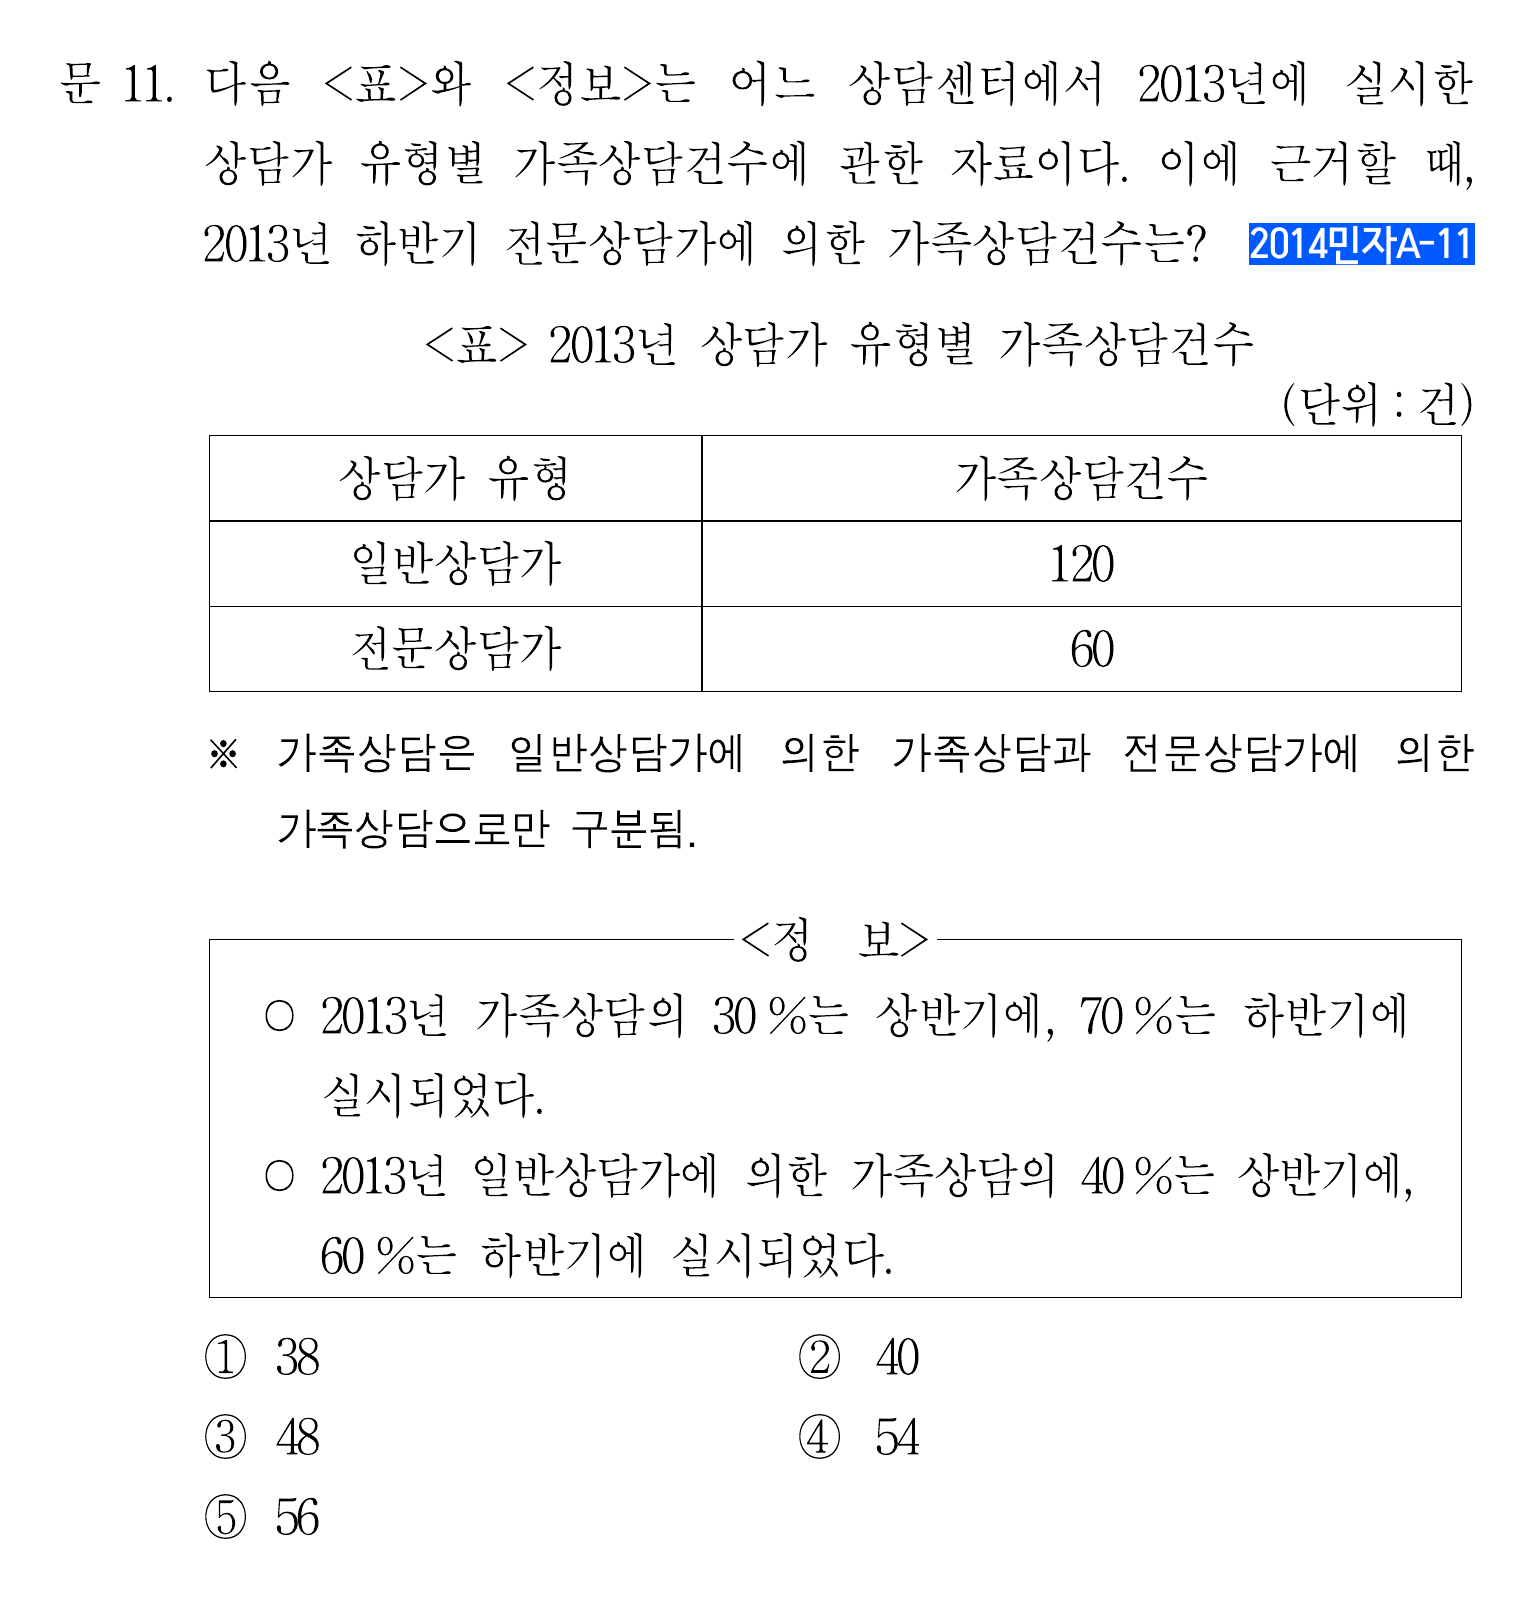 문 11. 다음 <표>와 <정보>는 어느 상담센터에서 2013년에 실시한
상담가 유형별 가족상담건수에 관한 자료이다. 이에 근거할 때,
2013년 하반기 전문상담가에 의한 가족상담건수는? 2014민자A-11
<표> 2013년 상담가 유형별 가족상담건수
(단위 : 건)
상담가 유형 가족상담건수
일반상담가 120
전문상담가 60
※ 가족상담은 일반상담가에 의한 가족상담과 전문상담가에 의한
가족상담으로만 구분됨.
<정 보>
○ 2013년 가족상담의 30 %는 상반기에, 70 %는 하반기에
실시되었다.
○ 2013년 일반상담가에 의한 가족상담의 40 %는 상반기에,
60 %는 하반기에 실시되었다.
① 38 ② 40
③ 48 ④ 54
⑤ 56